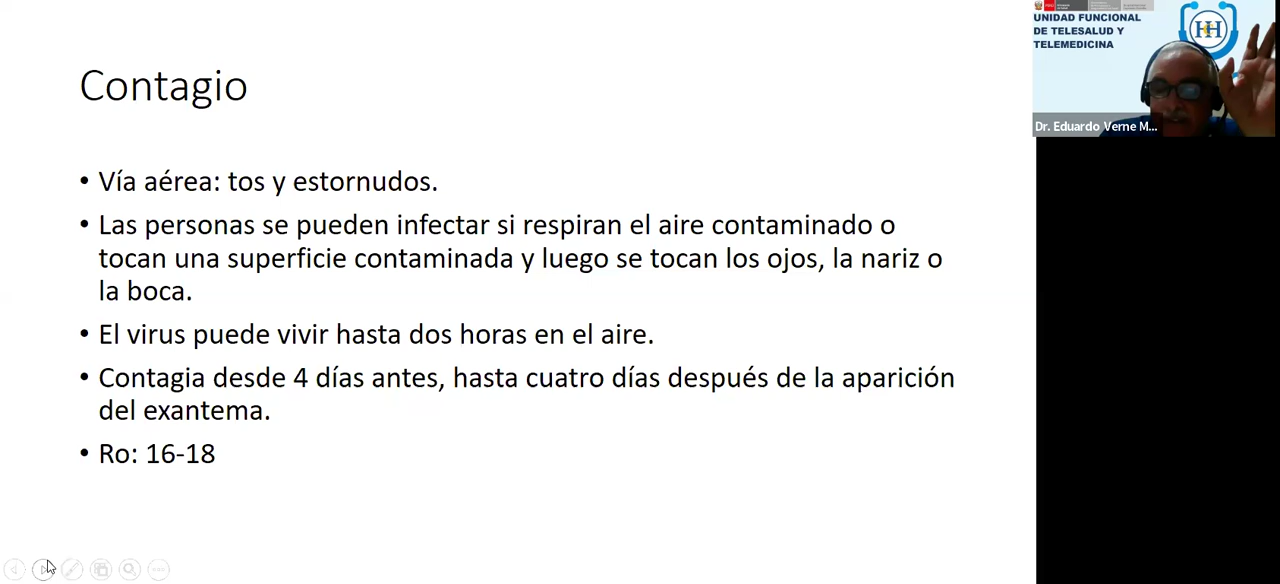 Contagio
• Vía aérea: tos y estornudos.
• Las personas se pueden infectar si respiran el aire contaminado o
tocan una superficie contaminada y luego se tocan los ojos, la nariz o
la boca.
• El virus puede vivir hasta dos horas en el aire.
• Contagia desde 4 días antes, hasta cuatro días después de la aparición
del exantema.
• Ro: 16-18
UNIDAD FUNCIONAL
DE TELESALUD Y
TELEMEDICINA
Dr. Eduardo Verne M...